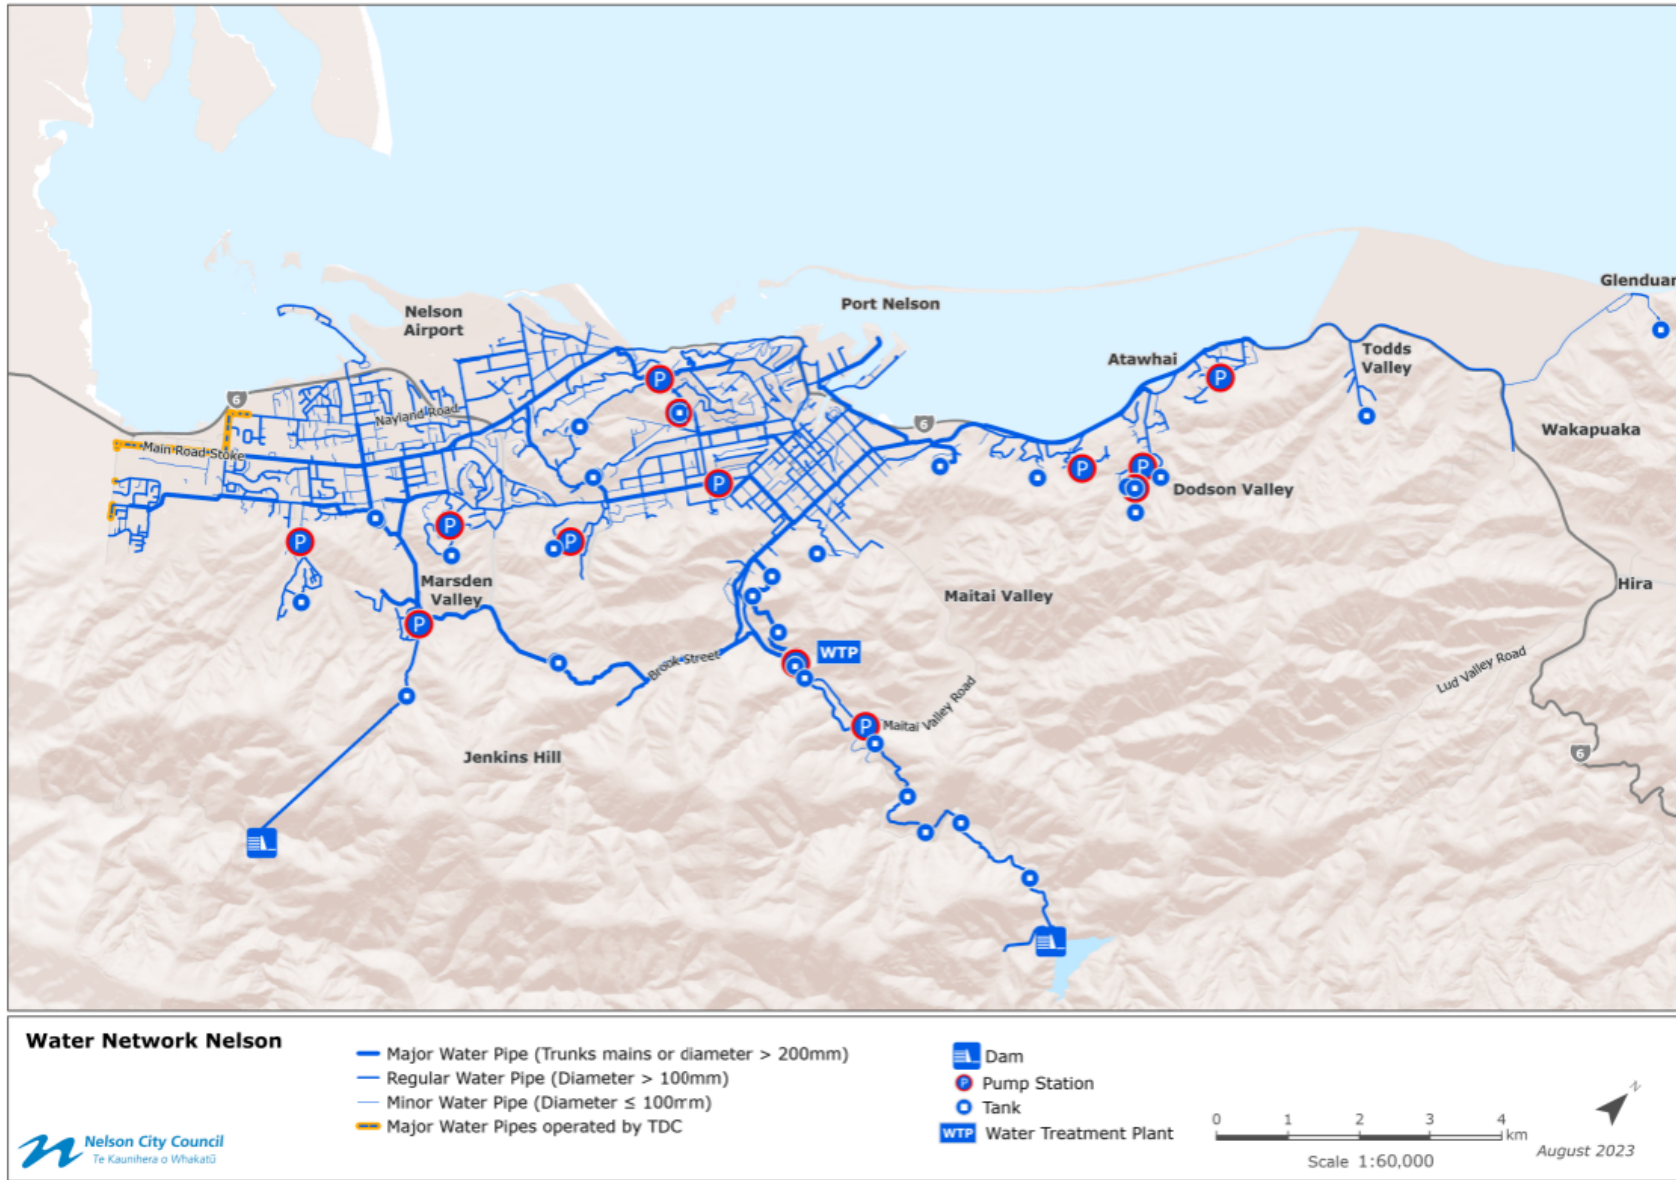 Glenduan
Port Nelson
Nelson
Airport
Atawhai
Todds
Valley
6
Nayland Road
6
Wakapuaka
Main Road Stoke
P
P
P
P
P
P
P
P
P
P
P
Dodson Valley
Marsden
Valley
Maitai Valley
Hira
WTP
Brook Street
Lud Valley Road
Maitai Valley Road
Jenkins Hill
6
Water Network Nelson
Major Water Pipe (Trunks mains or diameter > 200mm)
Regular Water Pipe (Diameter > 100mm)
Minor Water Pipe (Diameter ≤ 100mm)
Major Water Pipes operated by TDC
Dam
P Pump Station
Tank
WTP Water Treatment Plant
Nelson City Council
Te Kaunihera o Whakatū
0 1 2 3 4
km
Scale 1:60,000
N
August 2023